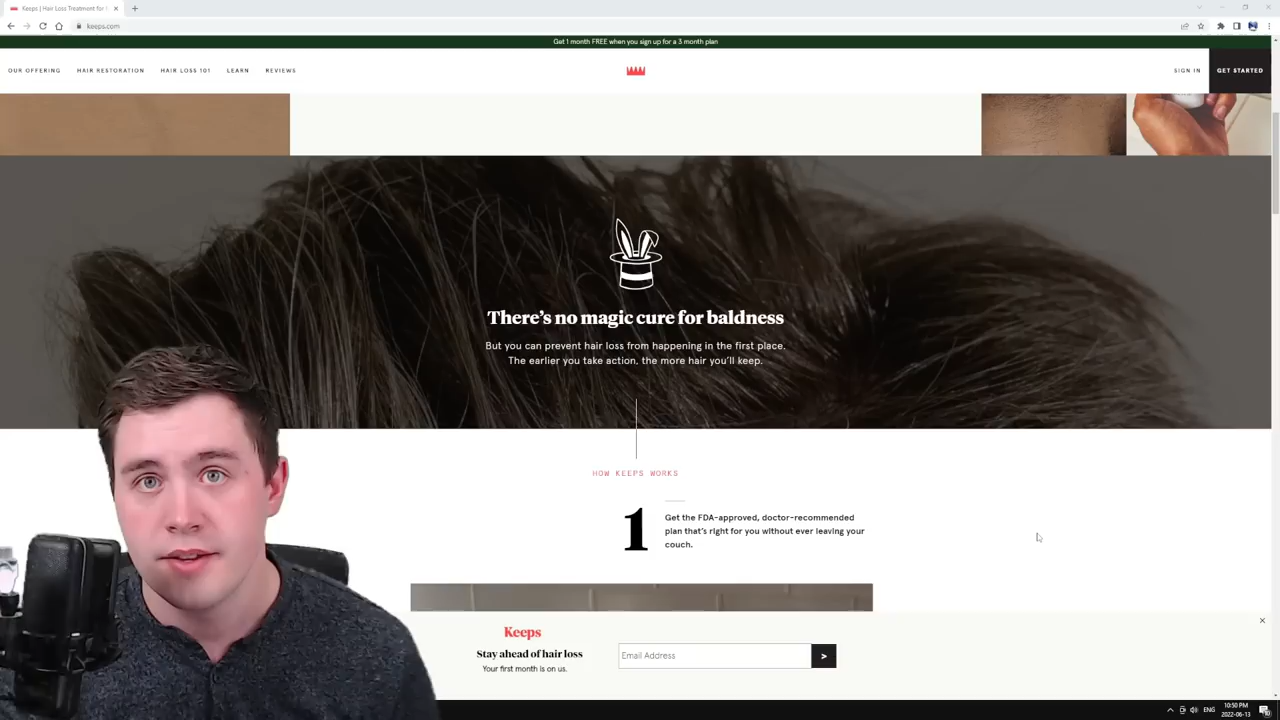 Keeps | Hair Loss Treatment for
keeps.com
Get 1 month FREE when you sign up for a 3 month plan
OUR OFFERING
HAIR RESTORATION
HAIR LOSS 101
LEARN
REVIEWS
SIGN IN
GET STARTED
There's no magic cure for baldness
But you can prevent hair loss from happening in the first place.
The earlier you take action, the more hair you'll keep.
HOW KEEPS WORKS
1
Get the FDA-approved, doctor-recommended
plan that's right for you without ever leaving your
couch.
Keeps
Stay ahead of hair loss
Your first month is on us.
Email Address
>
ENG
10:50 PM
2022-06-13